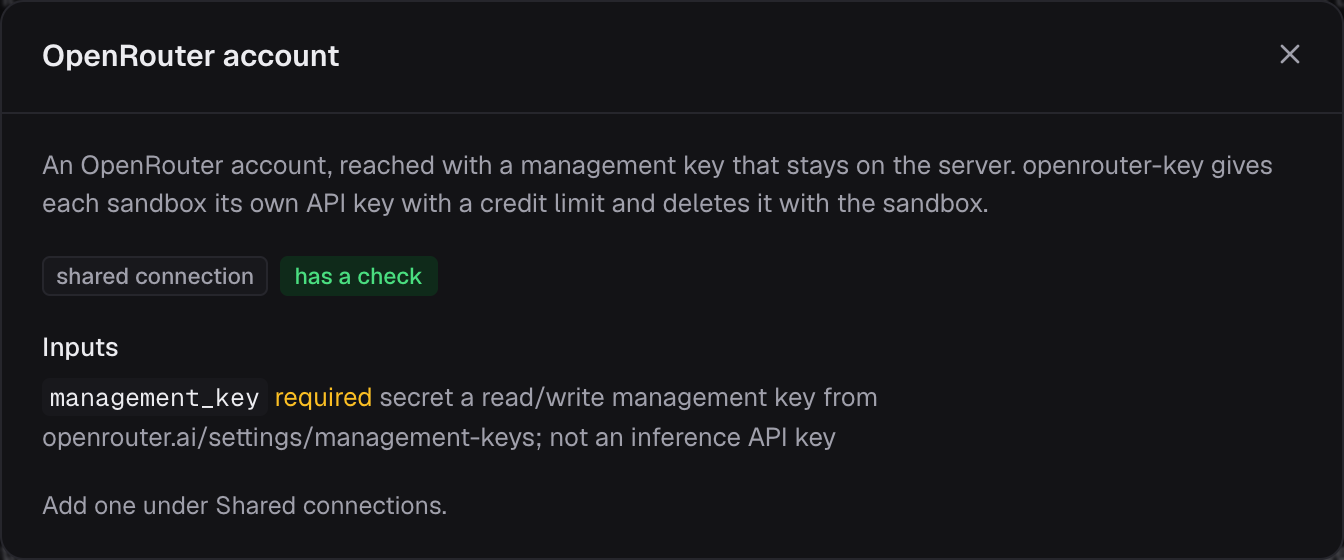 OpenRouter account
An OpenRouter account, reached with a management key that stays on the server. openrouter-key gives
each sandbox its own API key with a credit limit and deletes it with the sandbox.
shared connection has a check
Inputs
management_key required secret a read/write management key from
openrouter.ai/settings/management-keys; not an inference API key
Add one under Shared connections.